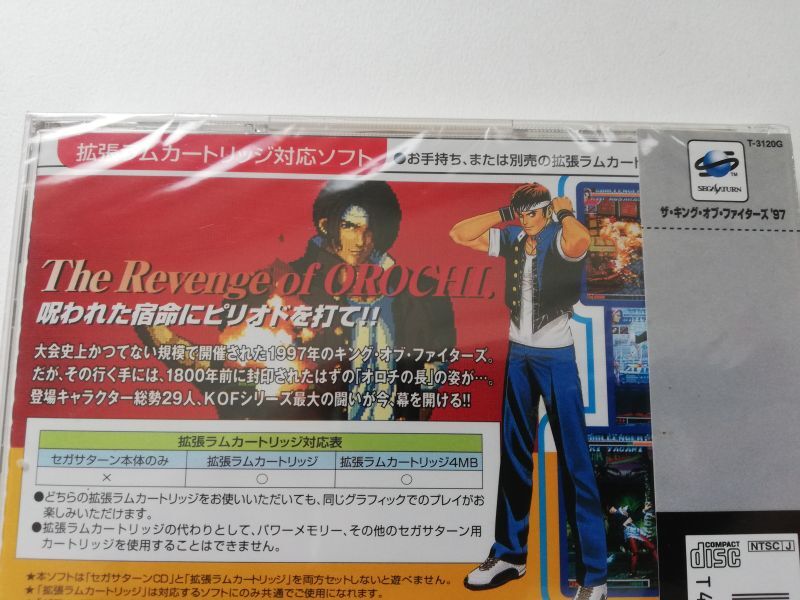 拡張ラムカートリッジ対応ソフト
●お手持ち、または別売の拡張ラムカート
T-3120G
SEGA SATURN
TM
ザ・キング・オブ・ファイターズ'97
The Revenge of OROCHI,
呪われた宿命にピリオドを打て!!
大会史上かつてない規模で開催された1997年のキング・オブ・ファイターズ。
だが、その行く手には、1800年前に封印されたはずの「オロチの長」の姿が…。
登場キャラクター総勢29人、KOFシリーズ最大の闘いが今、幕を開ける!!
拡張ラムカートリッジ対応表
セガサターン本体のみ 拡張ラムカートリッジ 拡張ラムカートリッジ4MB
× ○ ○
●どちらの拡張ラムカートリッジをお使いいただいても、同じグラフィックでのプレイがお
楽しみいただけます。
●拡張ラムカートリッジの代わりとして、パワーメモリー、その他のセガサターン用
カートリッジを使用することはできません。
★本ソフトは「セガサターンCD」と「拡張ラムカートリッジ」を両方セットしないと遊べません。
★「拡張ラムカートリッジ」は対応するソフトにのみ共通でご使用になれます。
COMPACT
disc
NTSC J
T-4